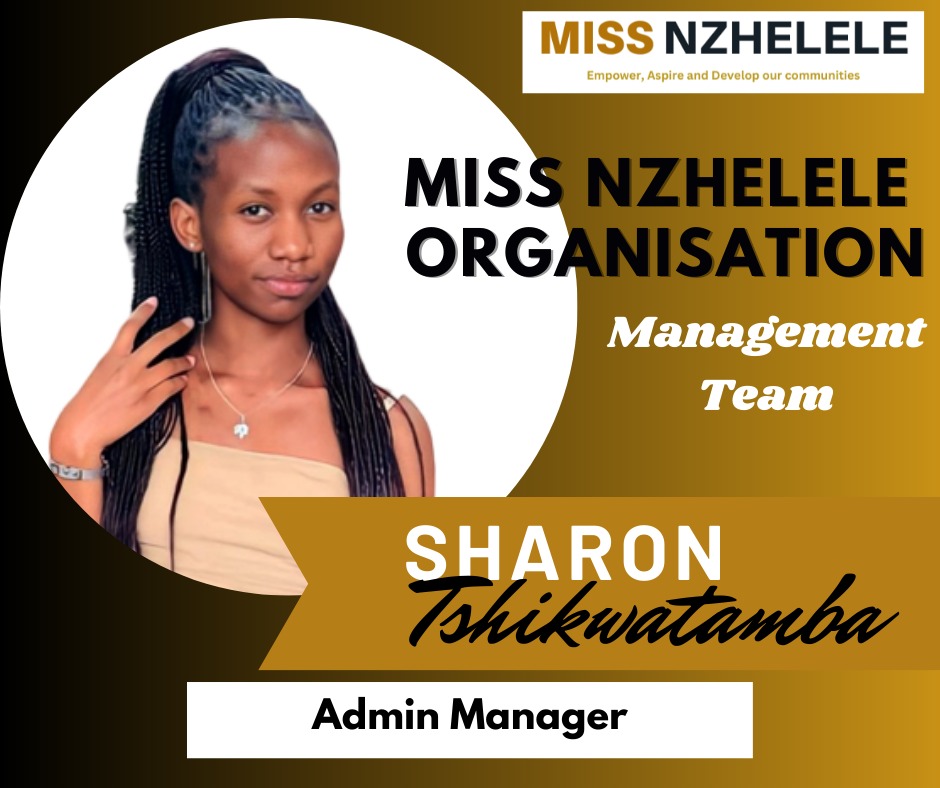 MISS NZHELELE
Empower, Aspire and Develop our communities
MISS NZHELELE
ORGANISATION
Management
Team
SHARON
Tshikwatamba
Admin Manager